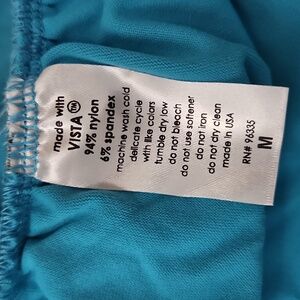 made with
VISTA™
94% nylon
6% spandex
machine wash cold
delicate cycle
with like colors
tumble dry low
do not bleach
do not use softener
do not iron
do not dry clean
made in USA
RN# 96335
M